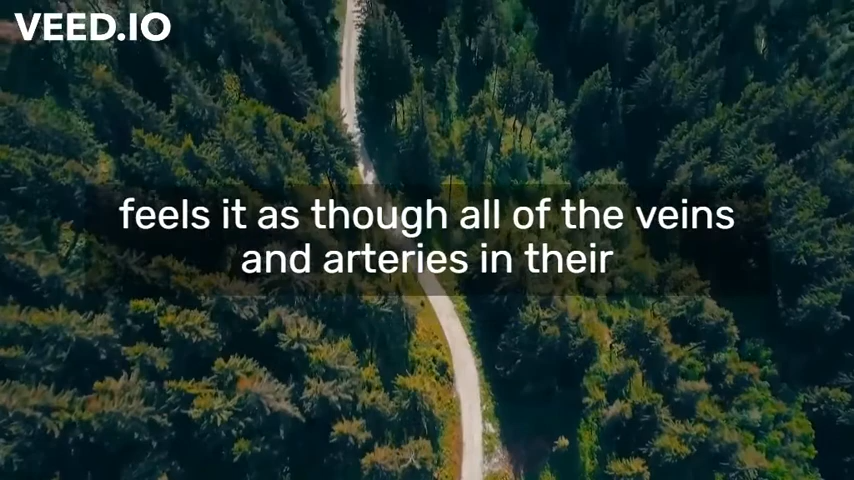 VEED.IO
feels it as though all of the veins
and arteries in their